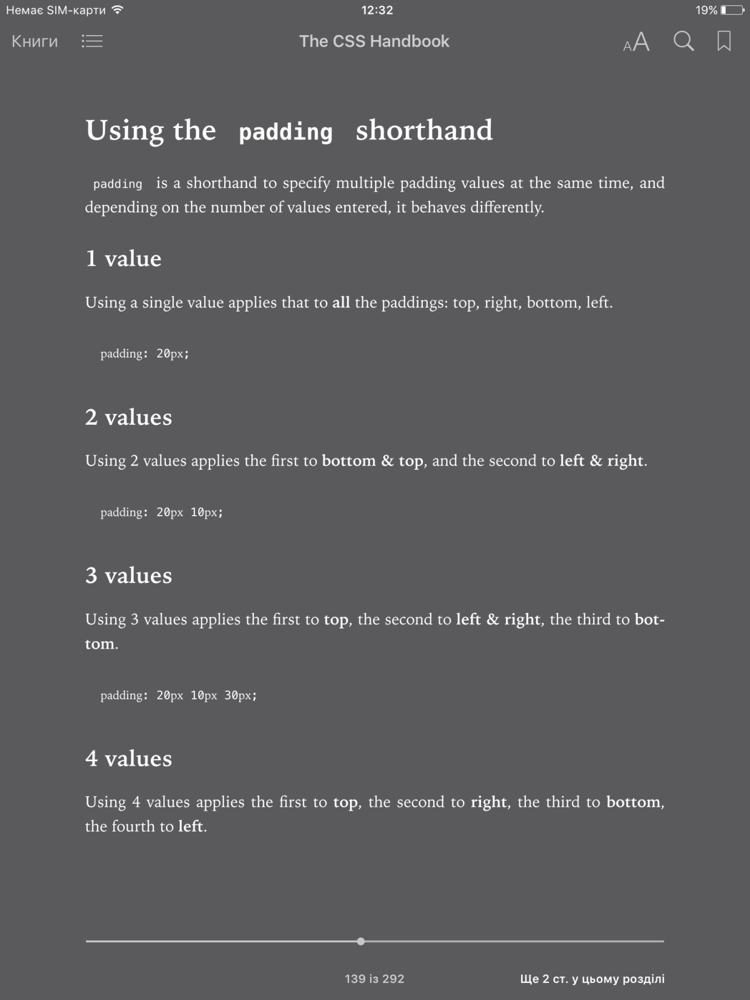 Немає SIM-карти 12:32 19%
Книги The CSS Handbook AA
Using the padding shorthand
padding is a shorthand to specify multiple padding values at the same time, and
depending on the number of values entered, it behaves differently.
1 value
Using a single value applies that to all the paddings: top, right, bottom, left.
padding: 20px;
2 values
Using 2 values applies the first to bottom & top, and the second to left & right.
padding: 20px 10px;
3 values
Using 3 values applies the first to top, the second to left & right, the third to bot-
tom.
padding: 20px 10px 30px;
4 values
Using 4 values applies the first to top, the second to right, the third to bottom,
the fourth to left.
139 із 292 Ще 2 ст. у цьому розділі